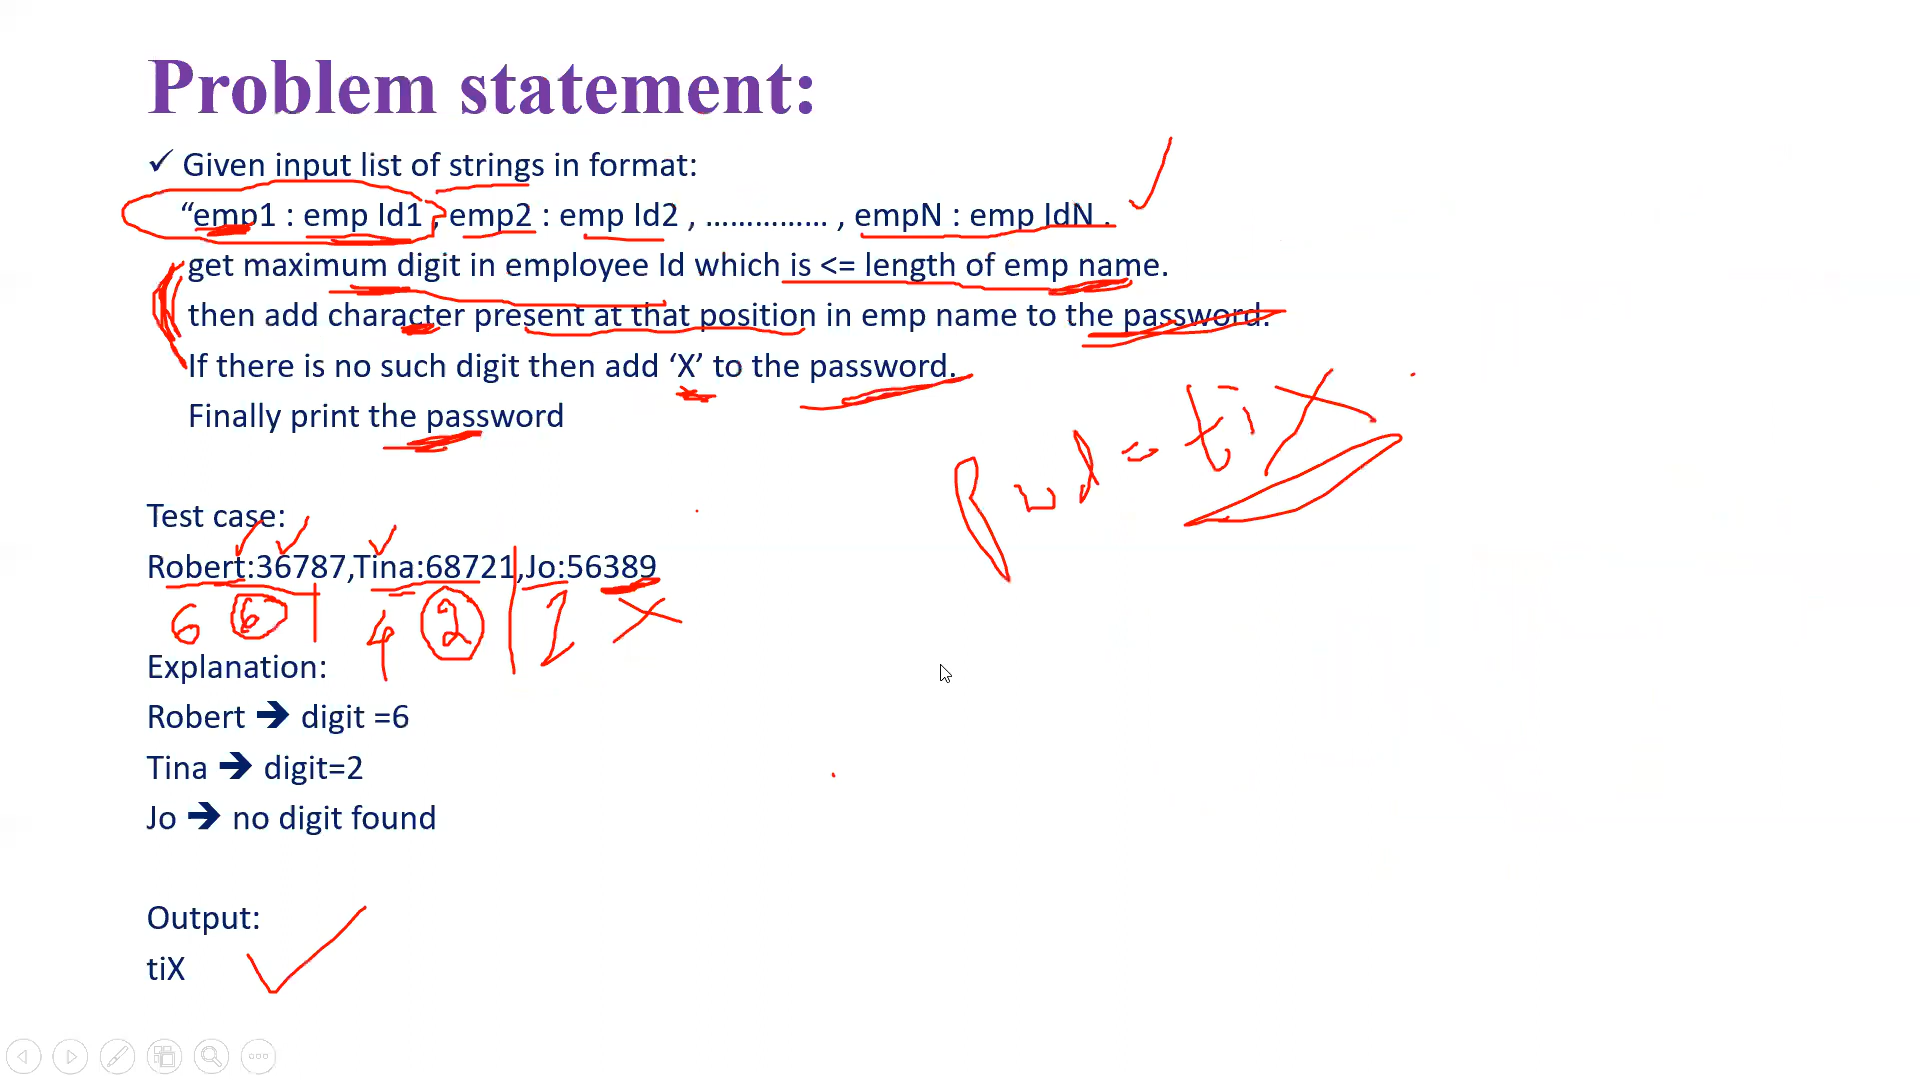 Problem statement:
✓ Given input list of strings in format:
“emp1 : emp Id1 , emp2 : emp Id2 , …………… , empN : emp IdN .
get maximum digit in employee Id which is <= length of emp name.
then add character present at that position in emp name to the password.
If there is no such digit then add ‘X’ to the password.
Finally print the password
pwd = tiX
Test case:
Robert:36787,Tina:68721,Jo:56389
6 6 | 4 2 | 2 X
Explanation:
Robert ➔ digit =6
Tina ➔ digit=2
Jo ➔ no digit found
Output:
tiX